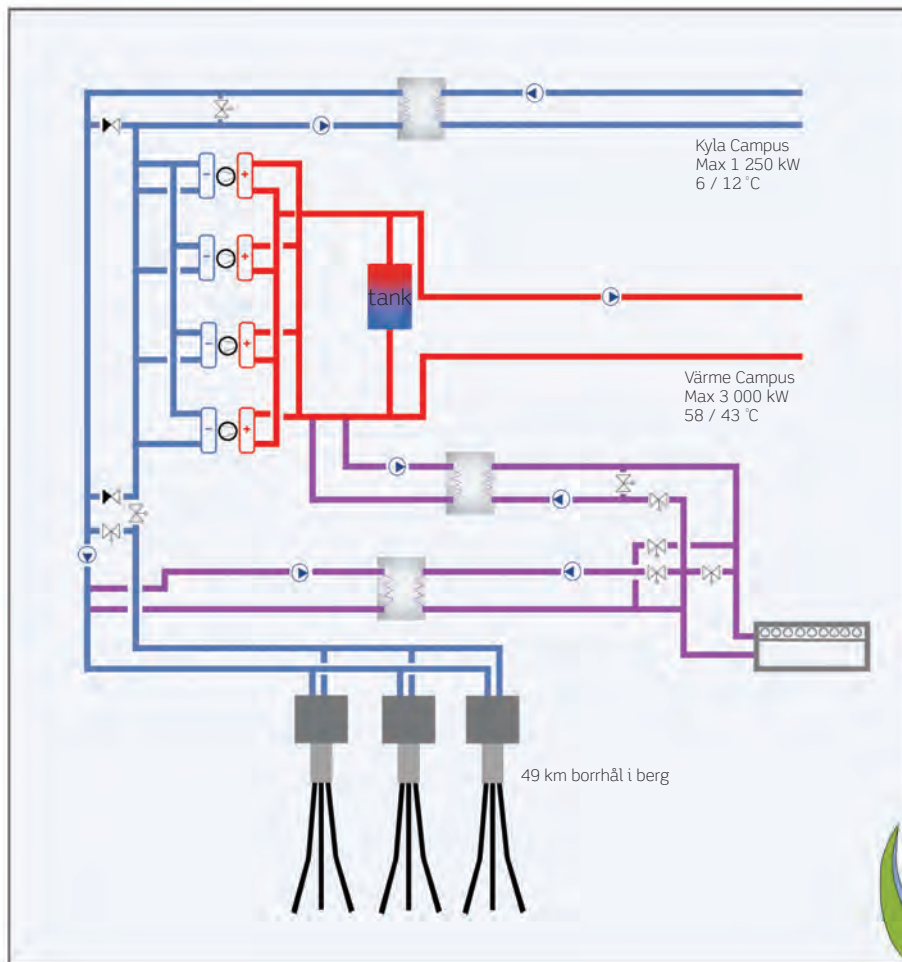 Kyla Campus
Max 1 250 kW
6 / 12 °C
- +
- +
tank
- +
Värme Campus
Max 3 000 kW
58 / 43 °C
- +
49 km borrhål i berg